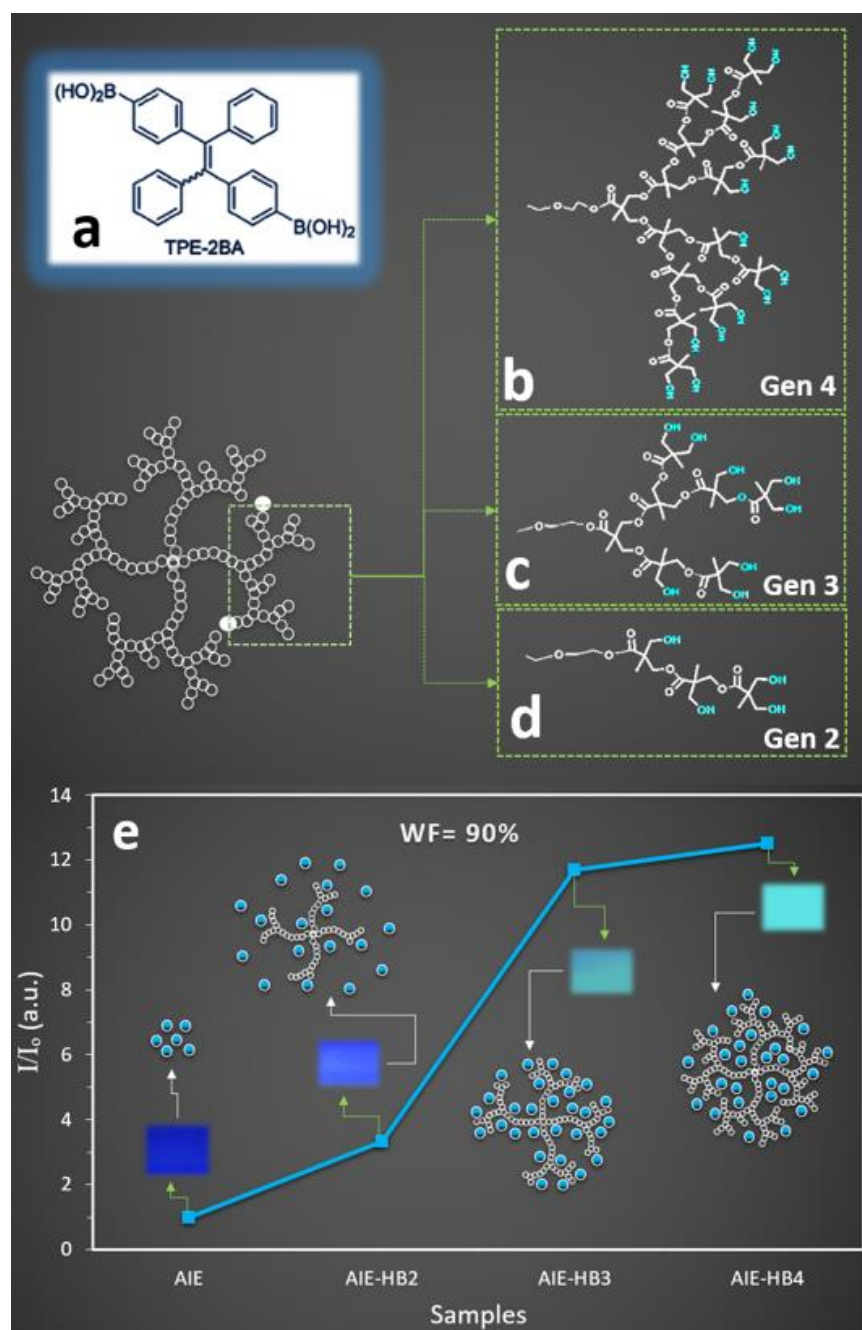 (HO)₂B
B(OH)₂
a
TPE-2BA
b
Gen 4
c
Gen 3
d
Gen 2
e
WF= 90%
14
12
10
8
6
4
2
0
I/Iₒ (a.u.)
AIE
AIE-HB2
AIE-HB3
AIE-HB4
Samples